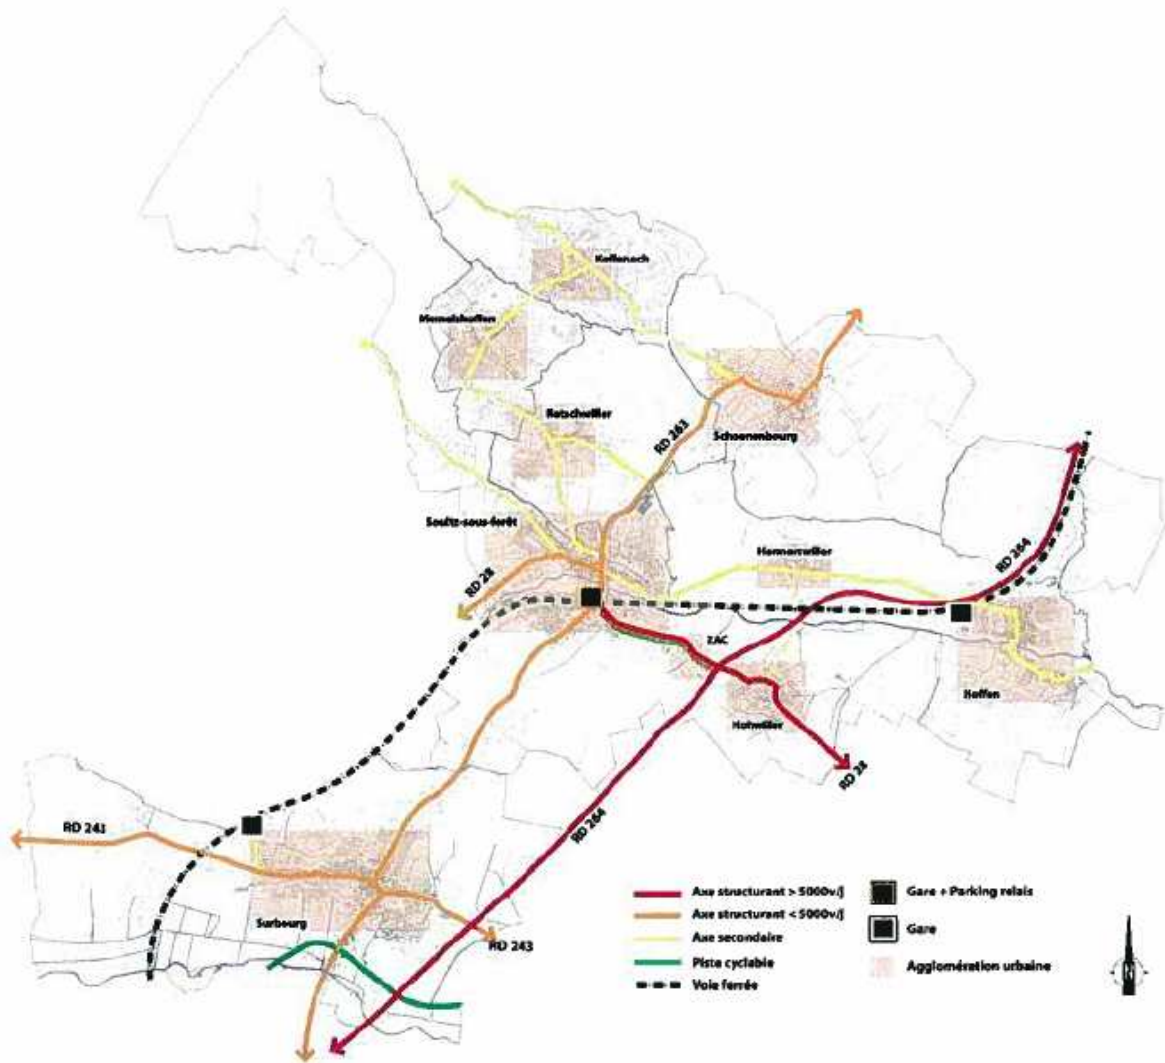 Keffenach
Memelshoffen
Retschwiller
RD 263
Schoenenbourg
Soultz-sous-forêt
Hermerswiller
RD 264
RD 28
ZAC
Hoffen
Hohwiller
RD 28
RD 264
RD 243
Surbourg
RD 243
Axe structurant > 5000v/j
Axe structurant < 5000v/j
Axe secondaire
Piste cyclable
Voie ferrée
Gare + Parking relais
Gare
Agglomération urbaine